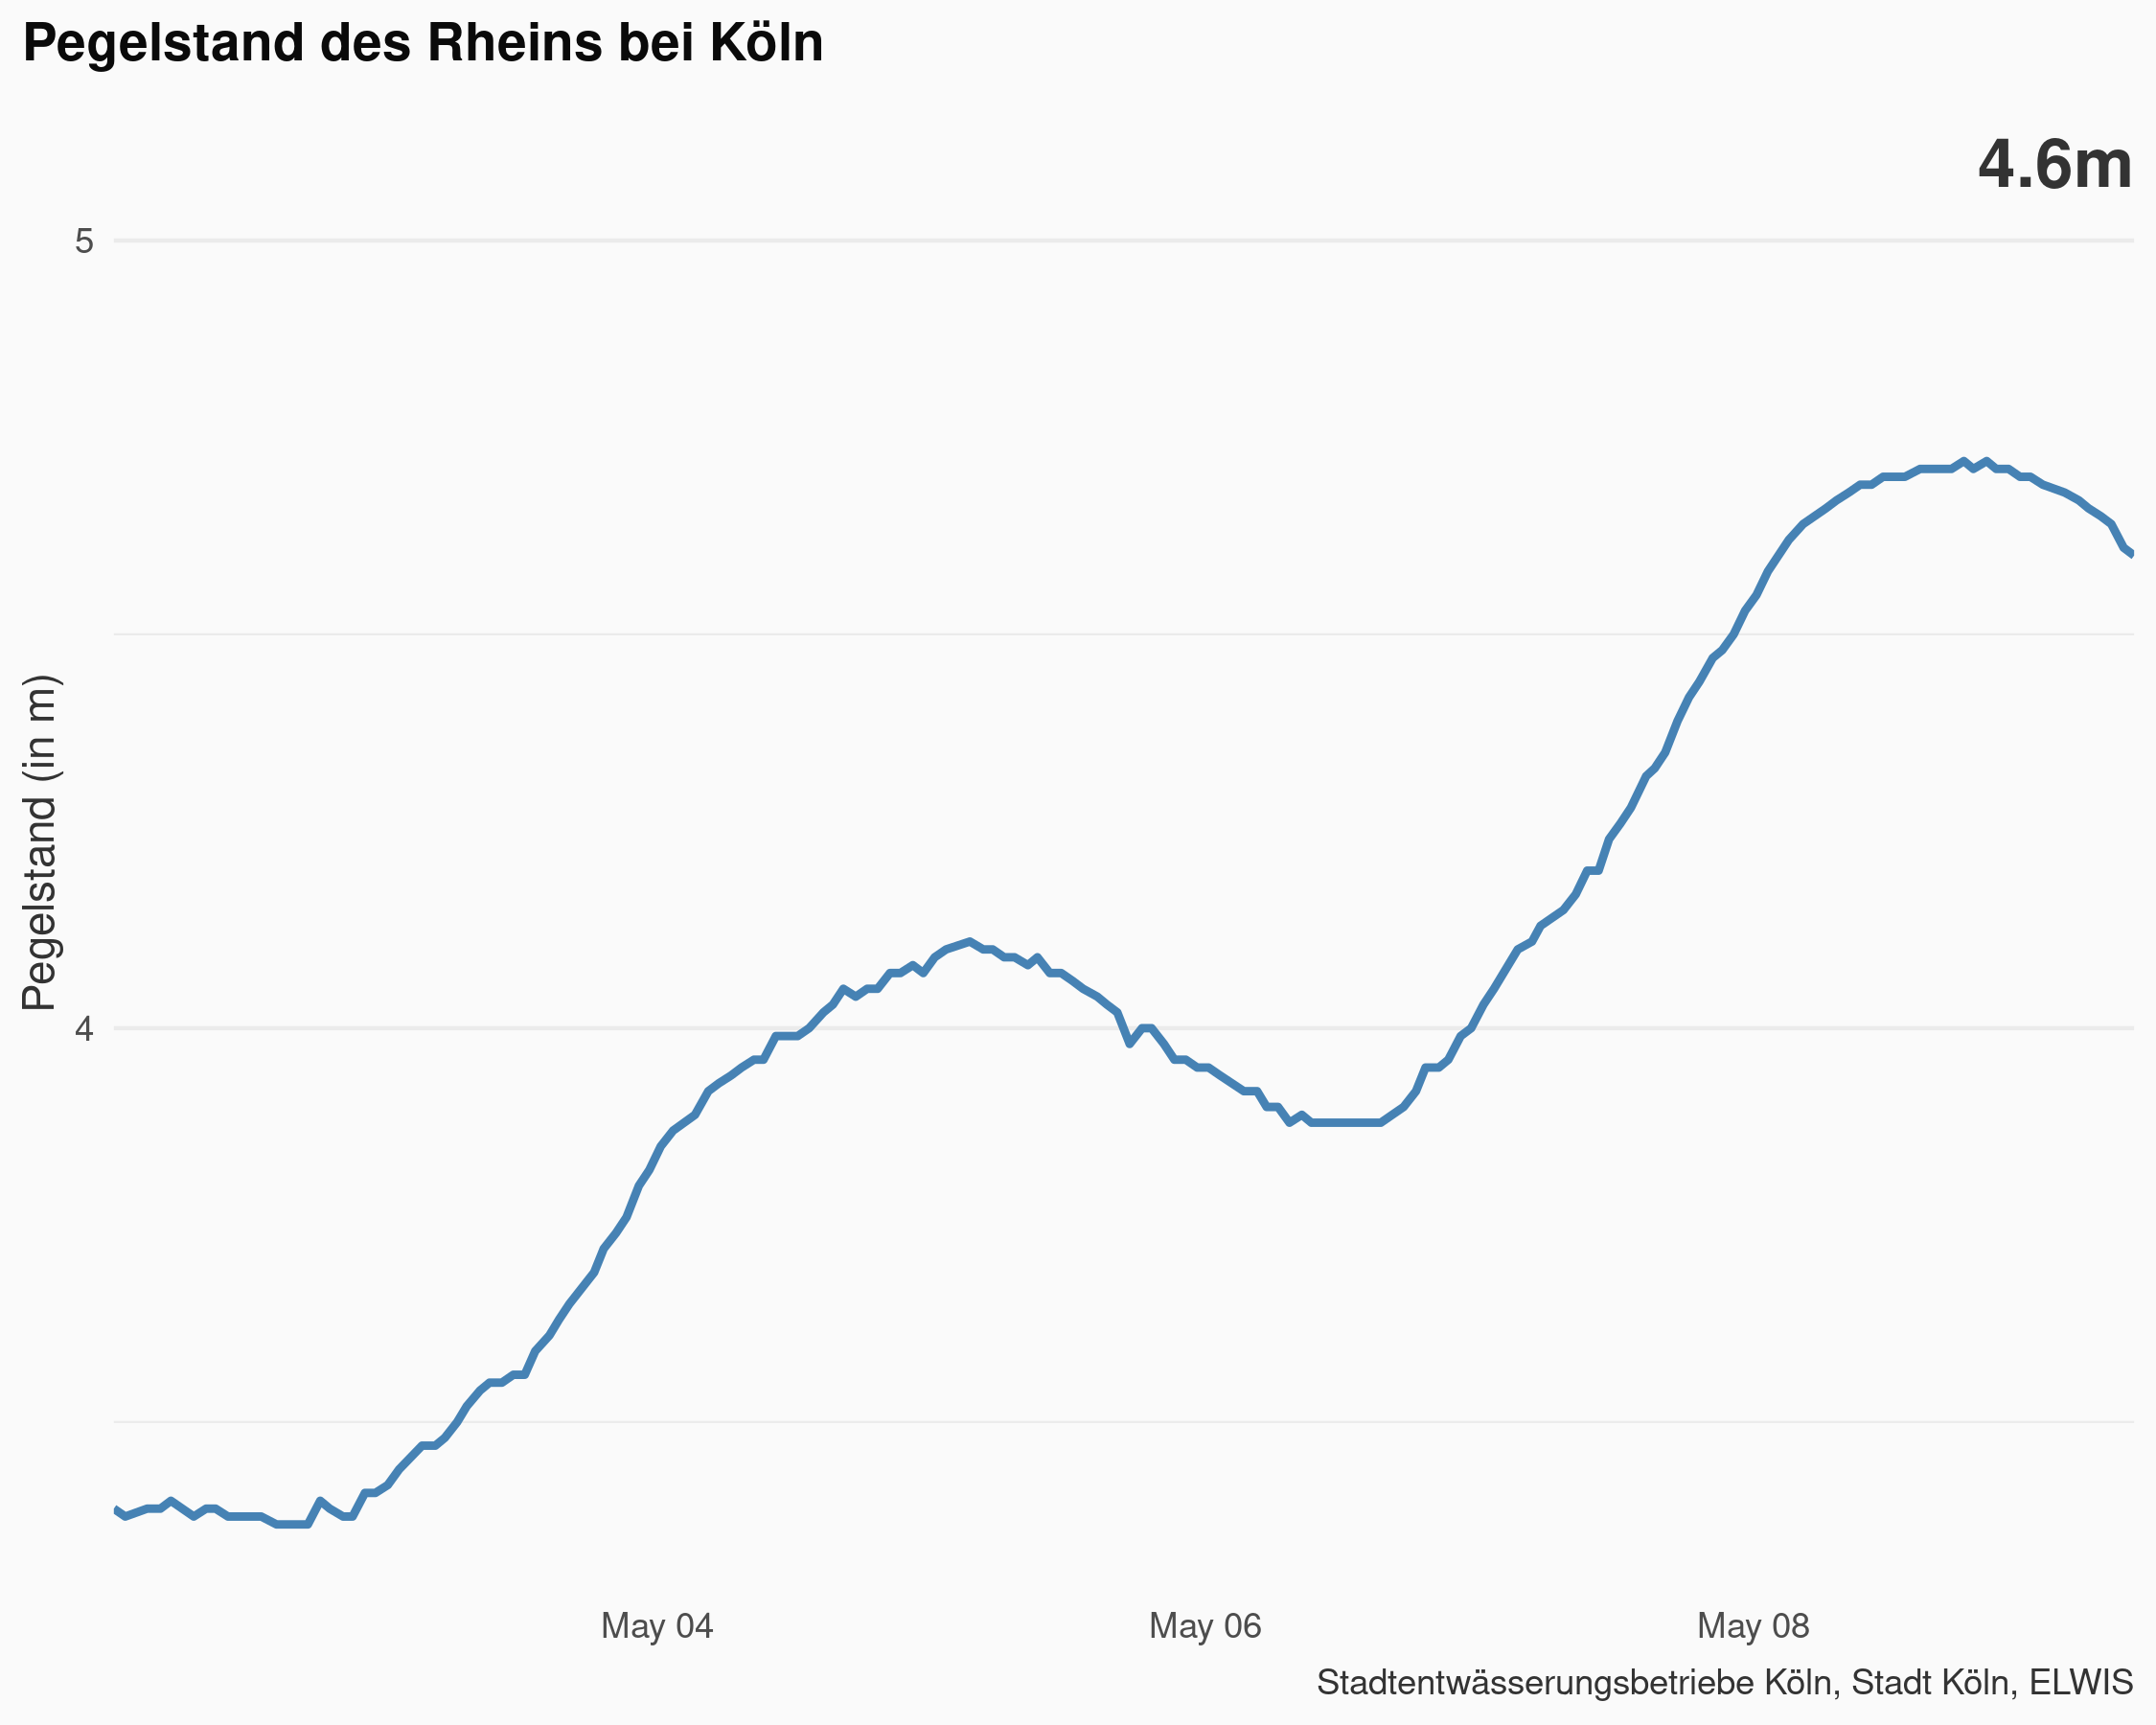 Pegelstand des Rheins bei Köln
4.6m
5
Pegelstand (in m)
4
May 04
May 06
May 08
Stadtentwässerungsbetriebe Köln, Stadt Köln, ELWIS